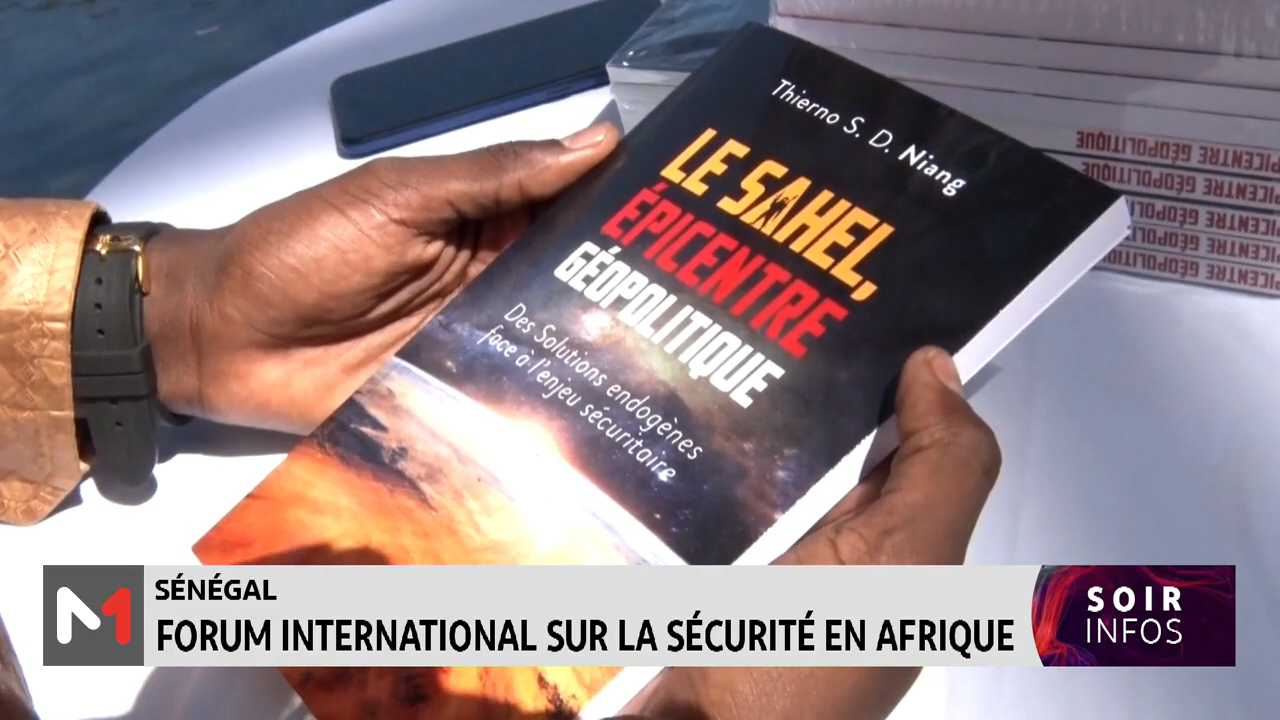 Thierno S. D. Niang
LE SAHEL,
ÉPICENTRE
GÉOPOLITIQUE
Des Solutions endogènes
face à l'enjeu sécuritaire
ÉPICENTRE GÉOPOLITIQUE
ÉPICENTRE GÉOPOLITIQUE
ÉPICENTRE GÉOPOLITIQUE
ÉPICENTRE GÉOPOLITIQUE
ÉPICENTRE GÉOPOLITIQUE
M1
SÉNÉGAL
FORUM INTERNATIONAL SUR LA SÉCURITÉ EN AFRIQUE
SOIR
INFOS